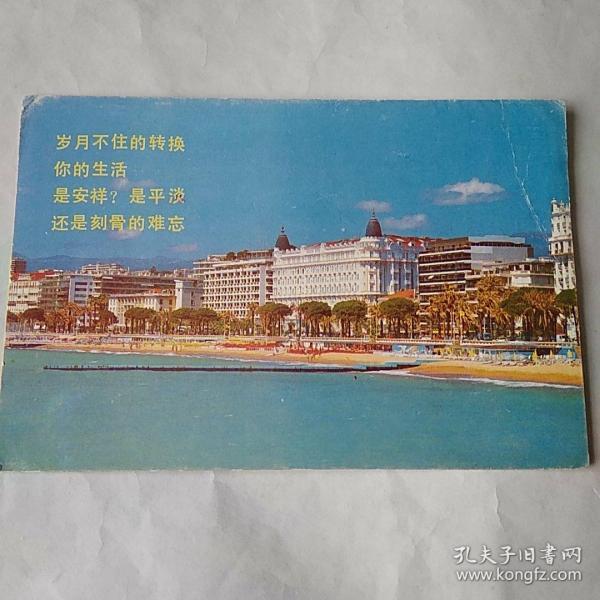 岁月不住的转换
你的生活
是安祥？是平淡
还是刻骨的难忘
孔夫子旧書网
www.kongfz.com